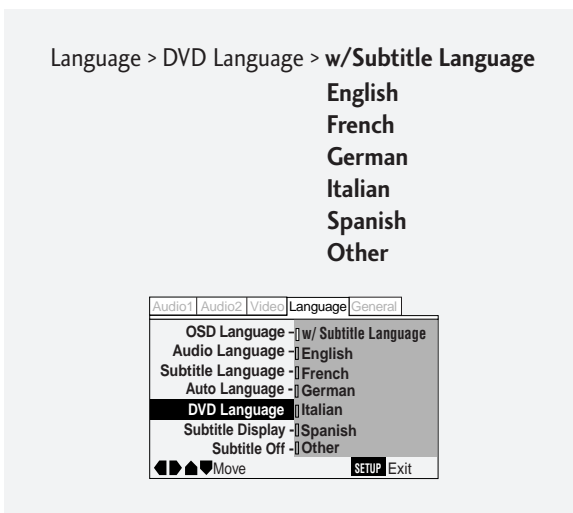 Language > DVD Language > w/Subtitle Language
English
French
German
Italian
Spanish
Other
Audio1 Audio2 Video Language General
OSD Language - w/ Subtitle Language
Audio Language - English
Subtitle Language - French
Auto Language - German
DVD Language Italian
Subtitle Display - Spanish
Subtitle Off - Other
Move SETUP Exit